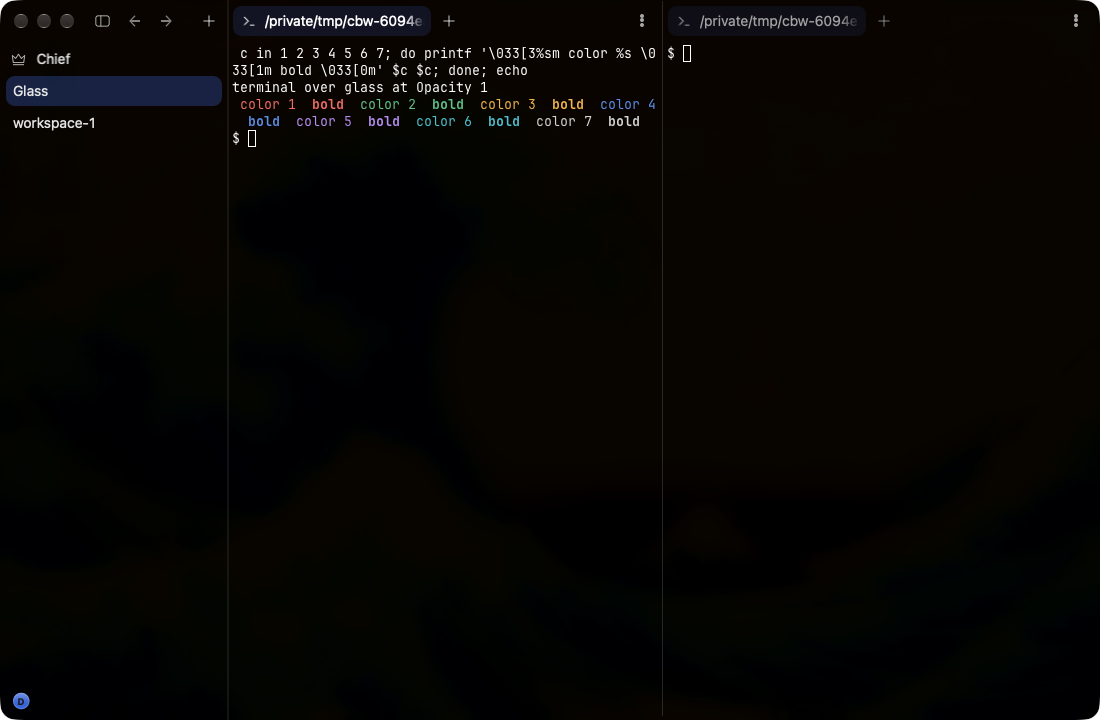 /private/tmp/cbw-6094e
/private/tmp/cbw-6094e
Chief
Glass
workspace-1
c in 1 2 3 4 5 6 7; do printf '\033[3%sm color %s \0
33[1m bold \033[0m' $c $c; done; echo
terminal over glass at Opacity 1
color 1 bold color 2 bold color 3 bold color 4
bold color 5 bold color 6 bold color 7 bold
$
$
D